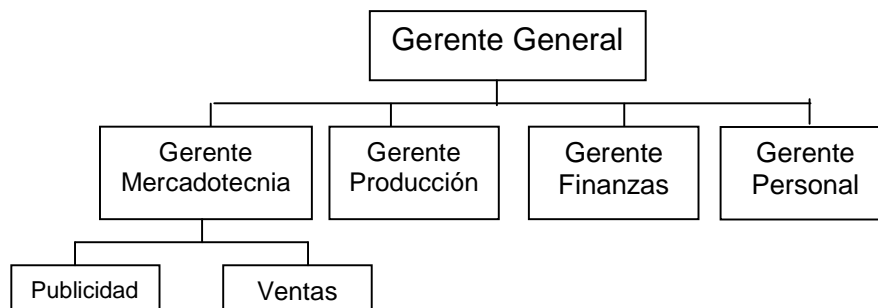 Gerente General
Gerente
Mercadotecnia
Gerente
Producción
Gerente
Finanzas
Gerente
Personal
Publicidad
Ventas